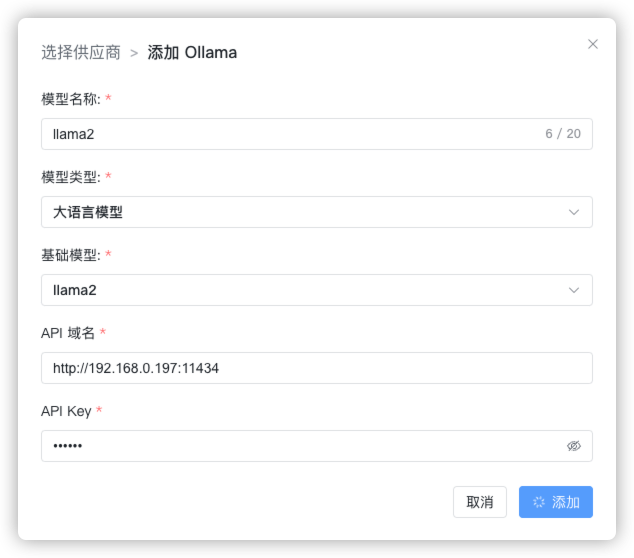 选择供应商 > 添加 Ollama
模型名称: *
llama2 6 / 20
模型类型: *
大语言模型
基础模型: *
llama2
API 域名 *
http://192.168.0.197:11434
API Key *
••••••
取消 添加